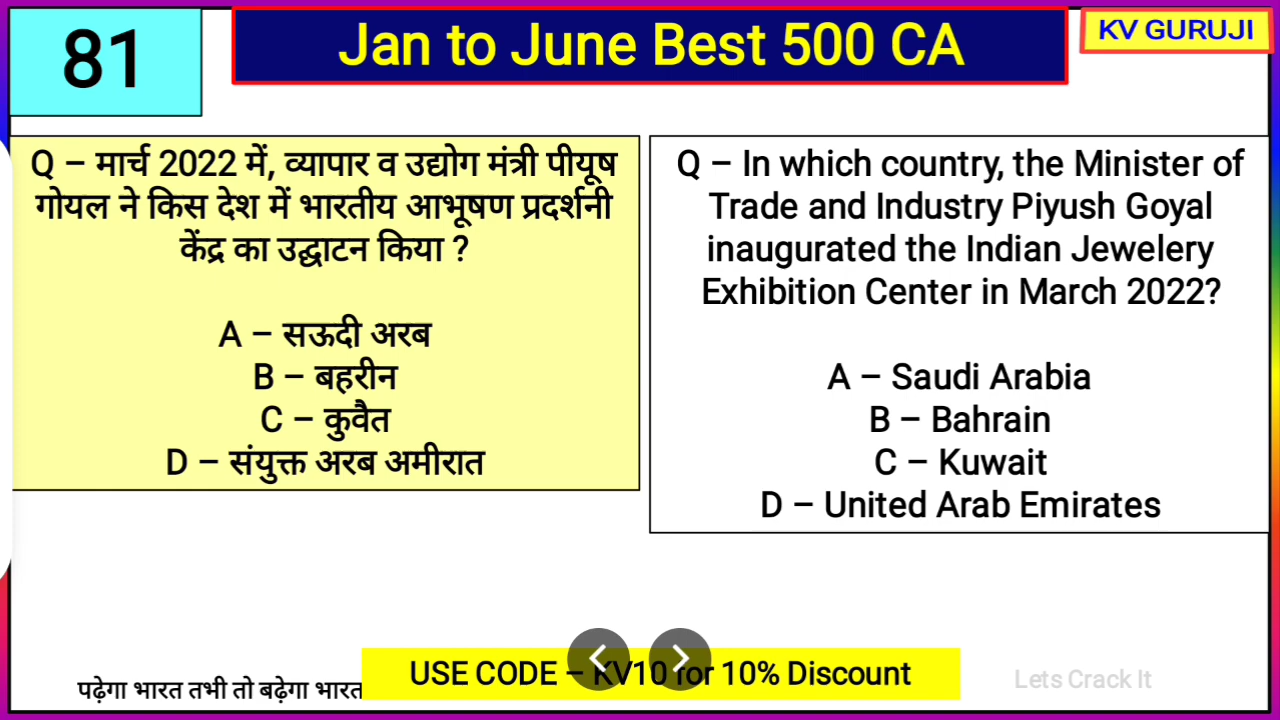 81
Jan to June Best 500 CA
KV GURUJI
Q – मार्च 2022 में, व्यापार व उद्योग मंत्री पीयूष
गोयल ने किस देश में भारतीय आभूषण प्रदर्शनी
केंद्र का उद्घाटन किया ?
A – सऊदी अरब
B – बहरीन
C – कुवैत
D – संयुक्त अरब अमीरात
Q – In which country, the Minister of
Trade and Industry Piyush Goyal
inaugurated the Indian Jewelery
Exhibition Center in March 2022?
A – Saudi Arabia
B – Bahrain
C – Kuwait
D – United Arab Emirates
पढ़ेगा भारत तभी तो बढ़ेगा भारत
USE CODE – KV10 for 10% Discount
Lets Crack It